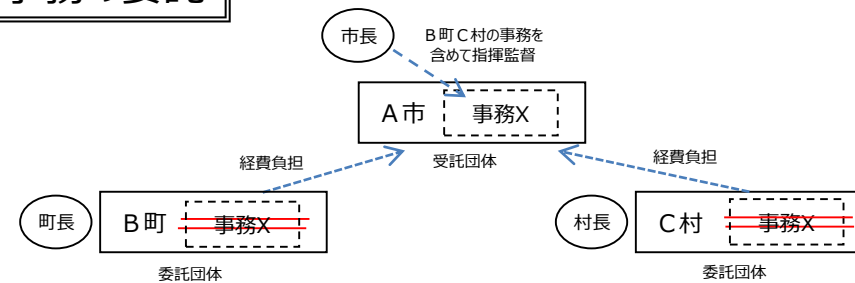 事務の委託
市長
B町C村の事務を
含めて指揮監督
A市
事務X
受託団体
経費負担
経費負担
町長
B町
事務X
委託団体
村長
C村
事務X
委託団体